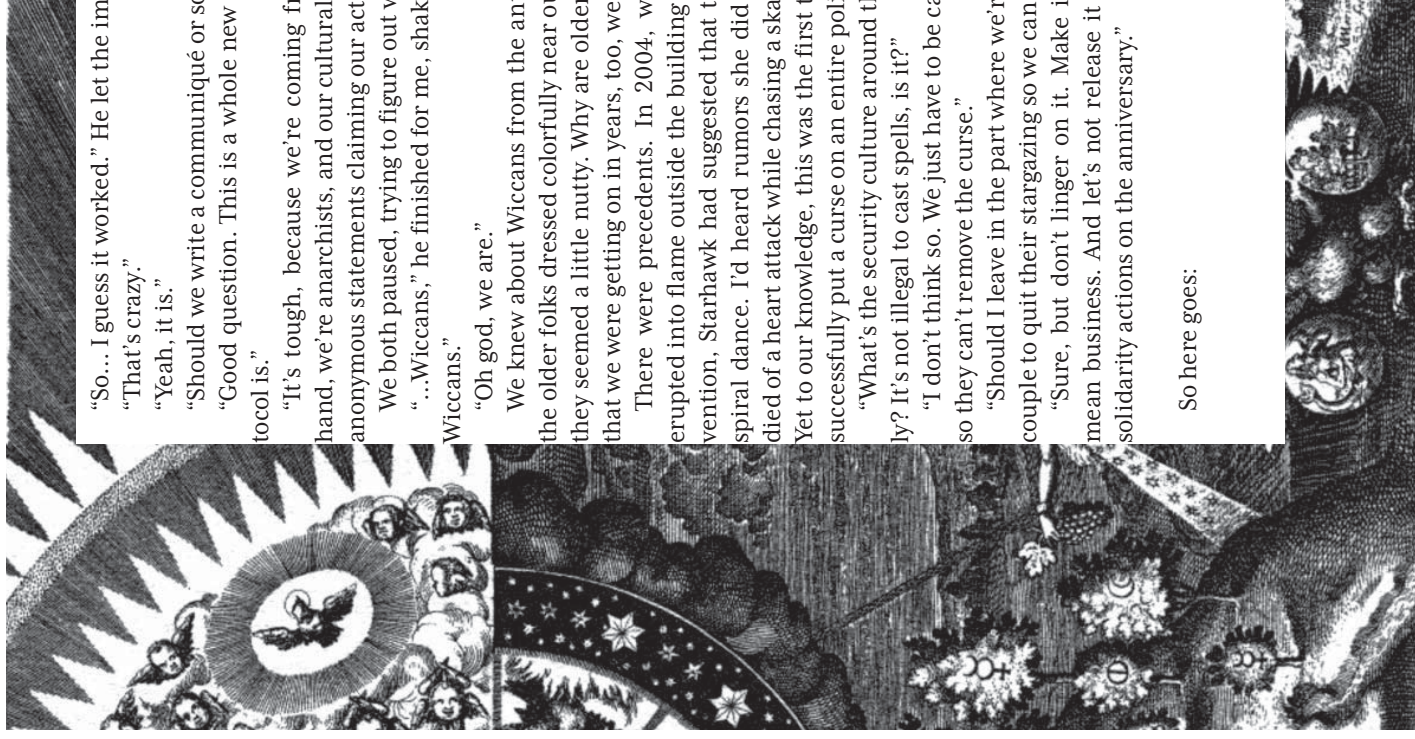 “So... I guess it worked.” He let the im
“That’s crazy.”
“Yeah, it is.”
“Should we write a communiqué or so
“Good question. This is a whole new
tocol is.”
“It’s tough, because we’re coming fr
hand, we’re anarchists, and our cultural
anonymous statements claiming our act
We both paused, trying to figure out w
“...Wiccans,” he finished for me, shak
Wiccans.”
“Oh god, we are.”
We knew about Wiccans from the an
the older folks dressed colorfully near ou
they seemed a little nutty. Why are older
that we were getting on in years, too, we
There were precedents. In 2004, w
erupted into flame outside the building
vention, Starhawk had suggested that t
spiral dance. I’d heard rumors she did
died of a heart attack while chasing a ska
Yet to our knowledge, this was the first t
successfully put a curse on an entire poli
“What’s the security culture around th
ly? It’s not illegal to cast spells, is it?”
“I don’t think so. We just have to be ca
so they can’t remove the curse.”
“Should I leave in the part where we’r
couple to quit their stargazing so we can
“Sure, but don’t linger on it. Make i
mean business. And let’s not release it
solidarity actions on the anniversary.”
So here goes: